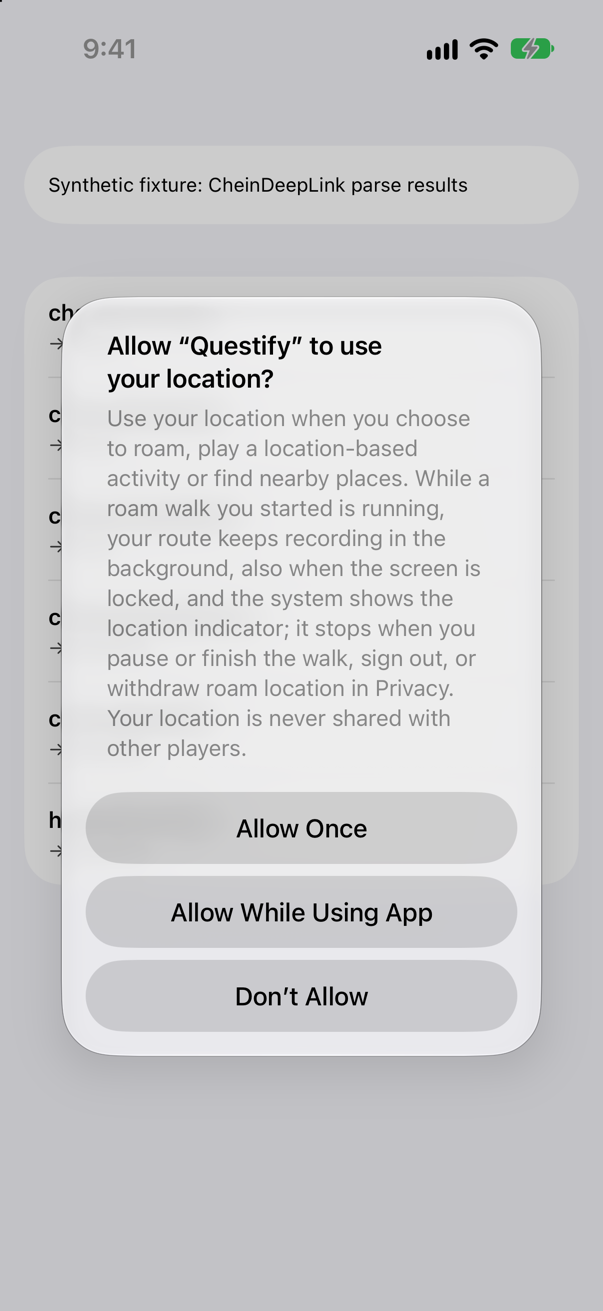 9:41
Synthetic fixture: CheinDeepLink parse results
Allow “Questify” to use
your location?
Use your location when you choose
to roam, play a location-based
activity or find nearby places. While a
roam walk you started is running,
your route keeps recording in the
background, also when the screen is
locked, and the system shows the
location indicator; it stops when you
pause or finish the walk, sign out, or
withdraw roam location in Privacy.
Your location is never shared with
other players.
Allow Once
Allow While Using App
Don’t Allow